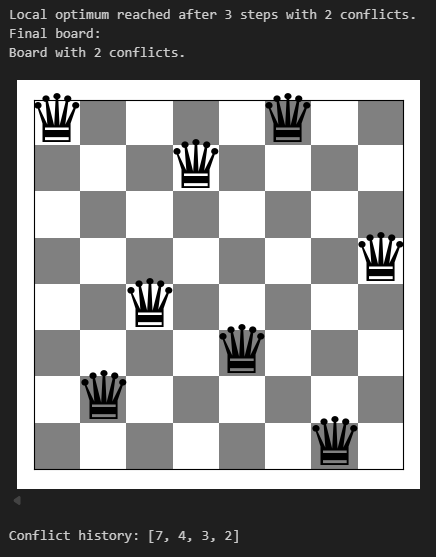 Local optimum reached after 3 steps with 2 conflicts.
Final board:
Board with 2 conflicts.
Conflict history: [7, 4, 3, 2]